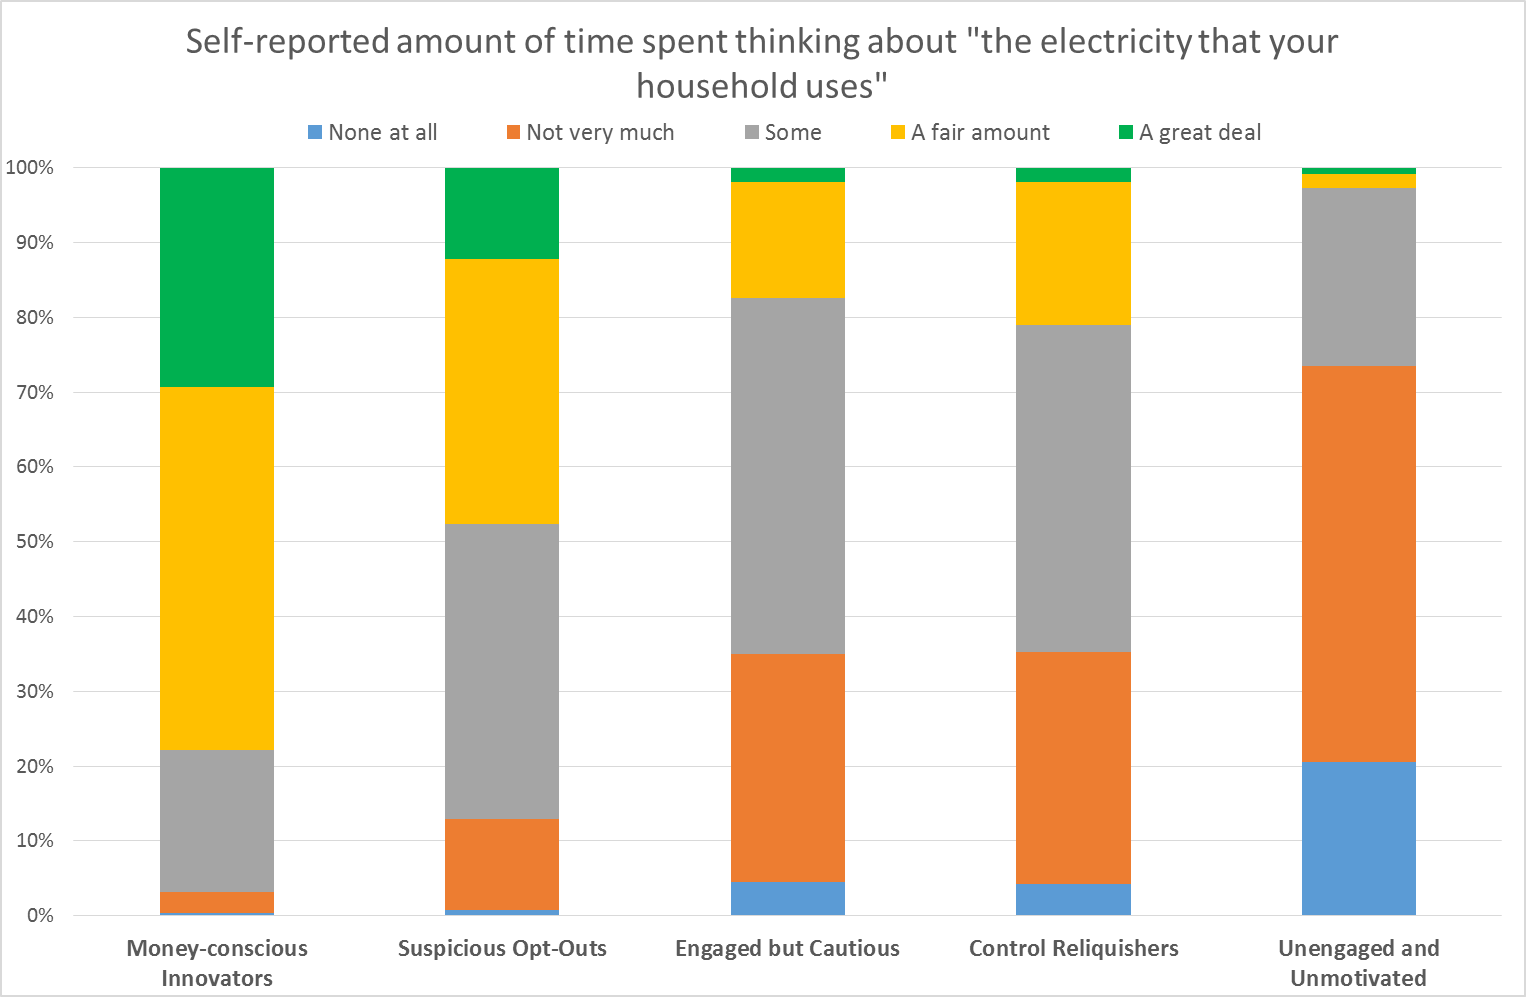 Self-reported amount of time spent thinking about "the electricity that your
household uses"
None at all
Not very much
Some
A fair amount
A great deal
100%
90%
80%
70%
60%
50%
40%
30%
20%
10%
0%
Money-conscious
Innovators
Suspicious Opt-Outs
Engaged but Cautious
Control Reliquishers
Unengaged and
Unmotivated